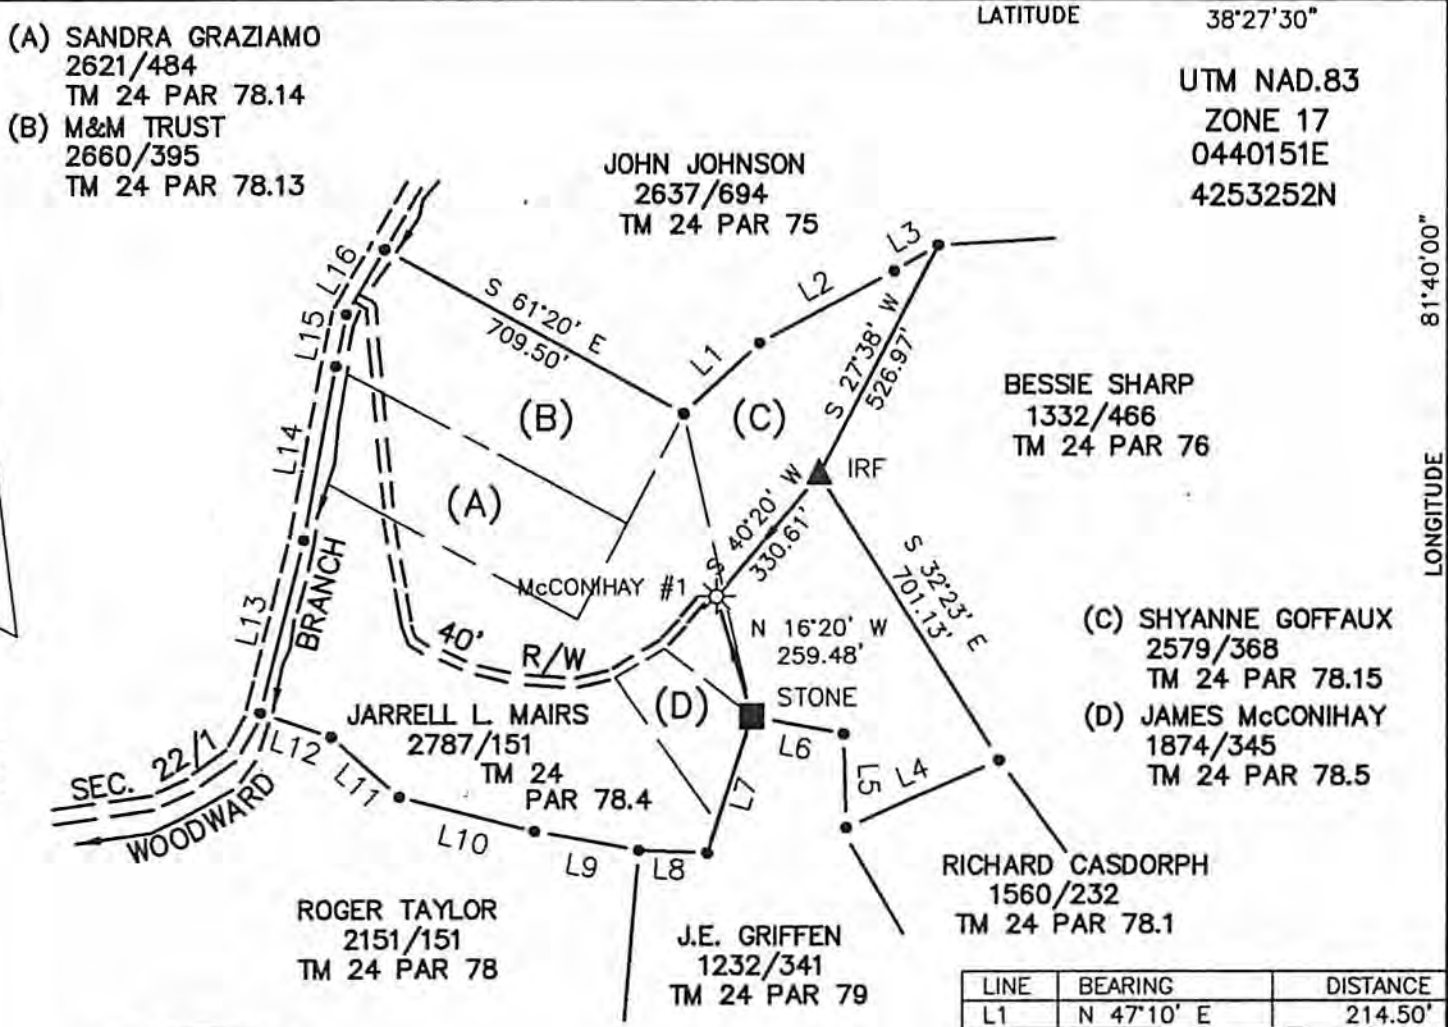 LATITUDE 38°27'30"
(A) SANDRA GRAZIAMO
2621/484
TM 24 PAR 78.14
(B) M&M TRUST
2660/395
TM 24 PAR 78.13
UTM NAD.83
ZONE 17
0440151E
4253252N
81°40'00"
LONGITUDE
JOHN JOHNSON
2637/694
TM 24 PAR 75
L16
L15
L14
L13
S 61°20' E
709.50'
L1
L2
L3
S 27°38' W
526.97'
(B)
(C)
(A)
BESSIE SHARP
1332/466
TM 24 PAR 76
IRF
S 40°20' W
330.61'
S 32°23' E
701.13'
McCONIHAY #1
BRANCH
40' R/W
N 16°20' W
259.48'
STONE
(C) SHYANNE GOFFAUX
2579/368
TM 24 PAR 78.15
(D) JAMES McCONIHAY
1874/345
TM 24 PAR 78.5
(D)
JARRELL L. MAIRS
2787/151
TM 24
PAR 78.4
L12
L11
L10
L9
L8
L7
L6
L5
L4
SEC. 22/1
WOODWARD
RICHARD CASDORPH
1560/232
TM 24 PAR 78.1
ROGER TAYLOR
2151/151
TM 24 PAR 78
J.E. GRIFFEN
1232/341
TM 24 PAR 79
LINE BEARING DISTANCE
L1 N 47°10' E 214.50'